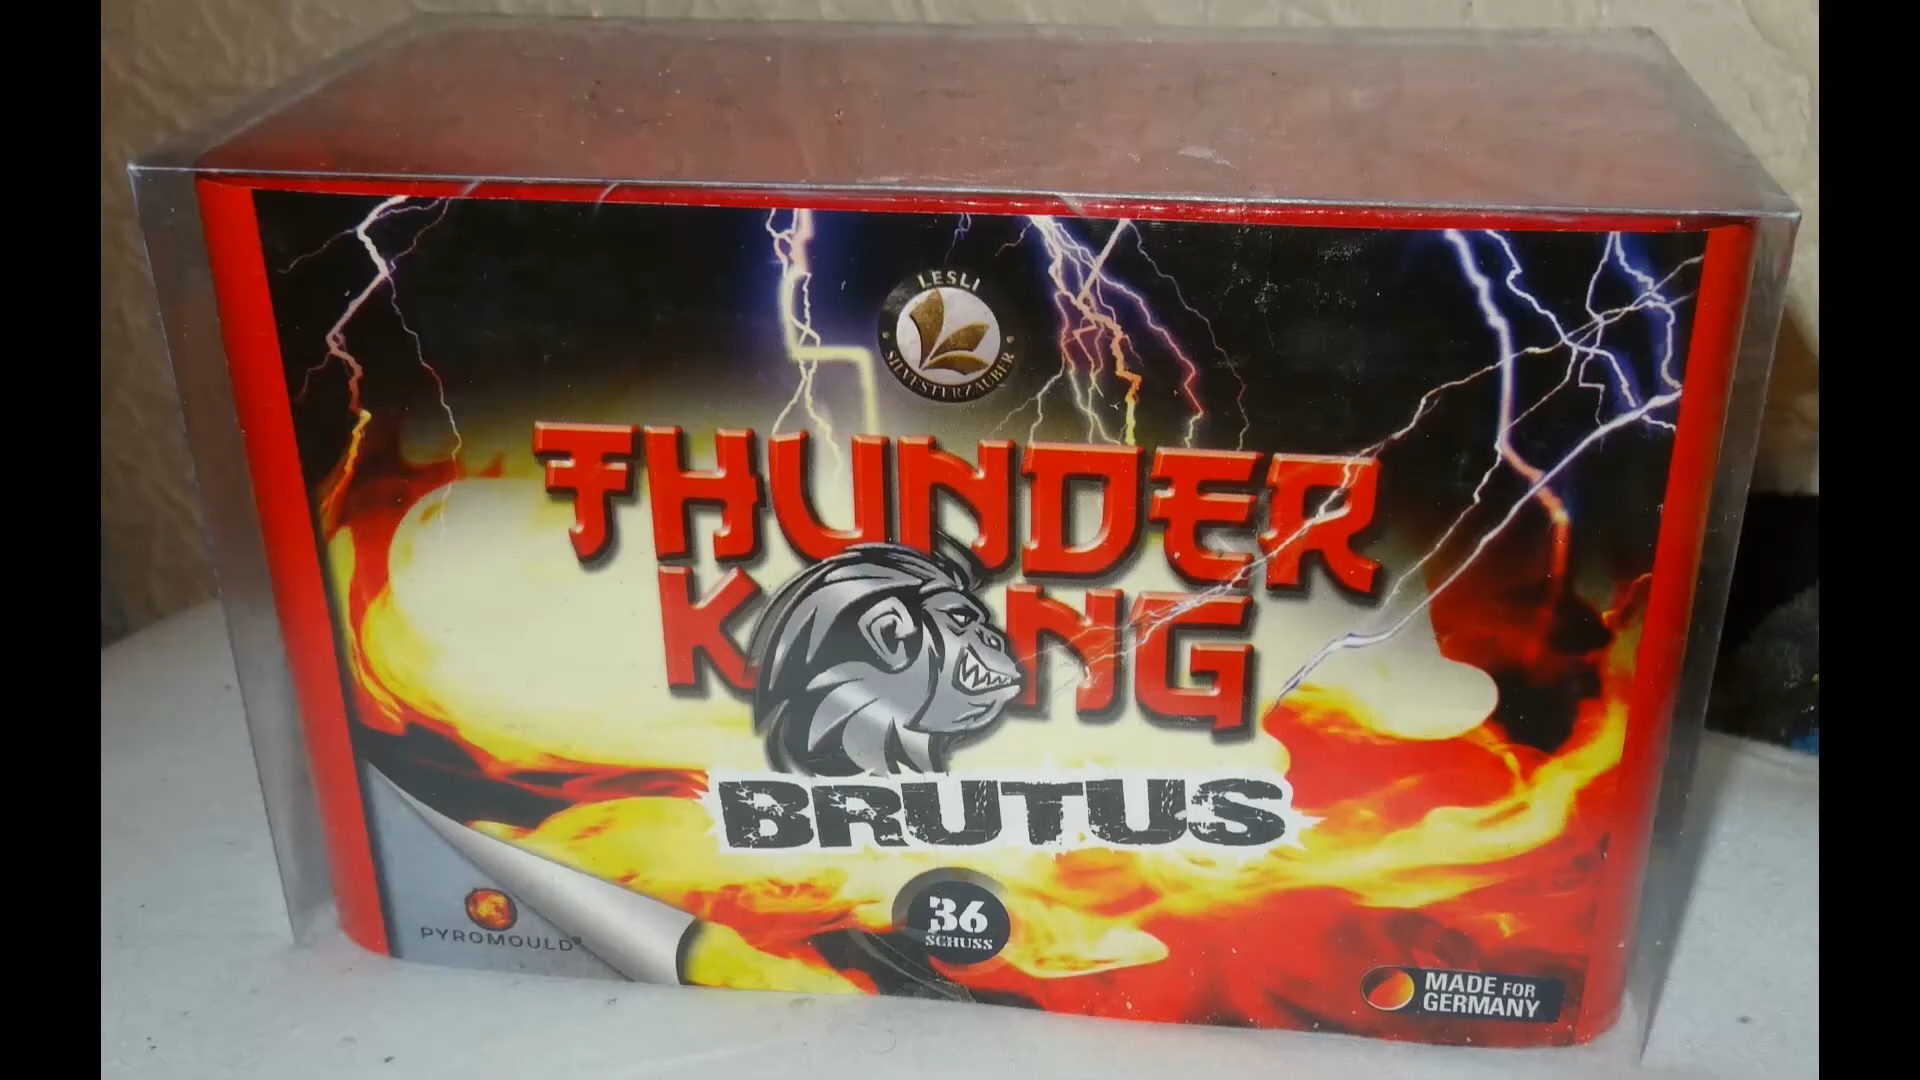 LESLI
SILVESTERZAUBER
THUNDER
KONG
BRUTUS
36
SCHUSS
PYROMOULD®
MADE FOR
GERMANY